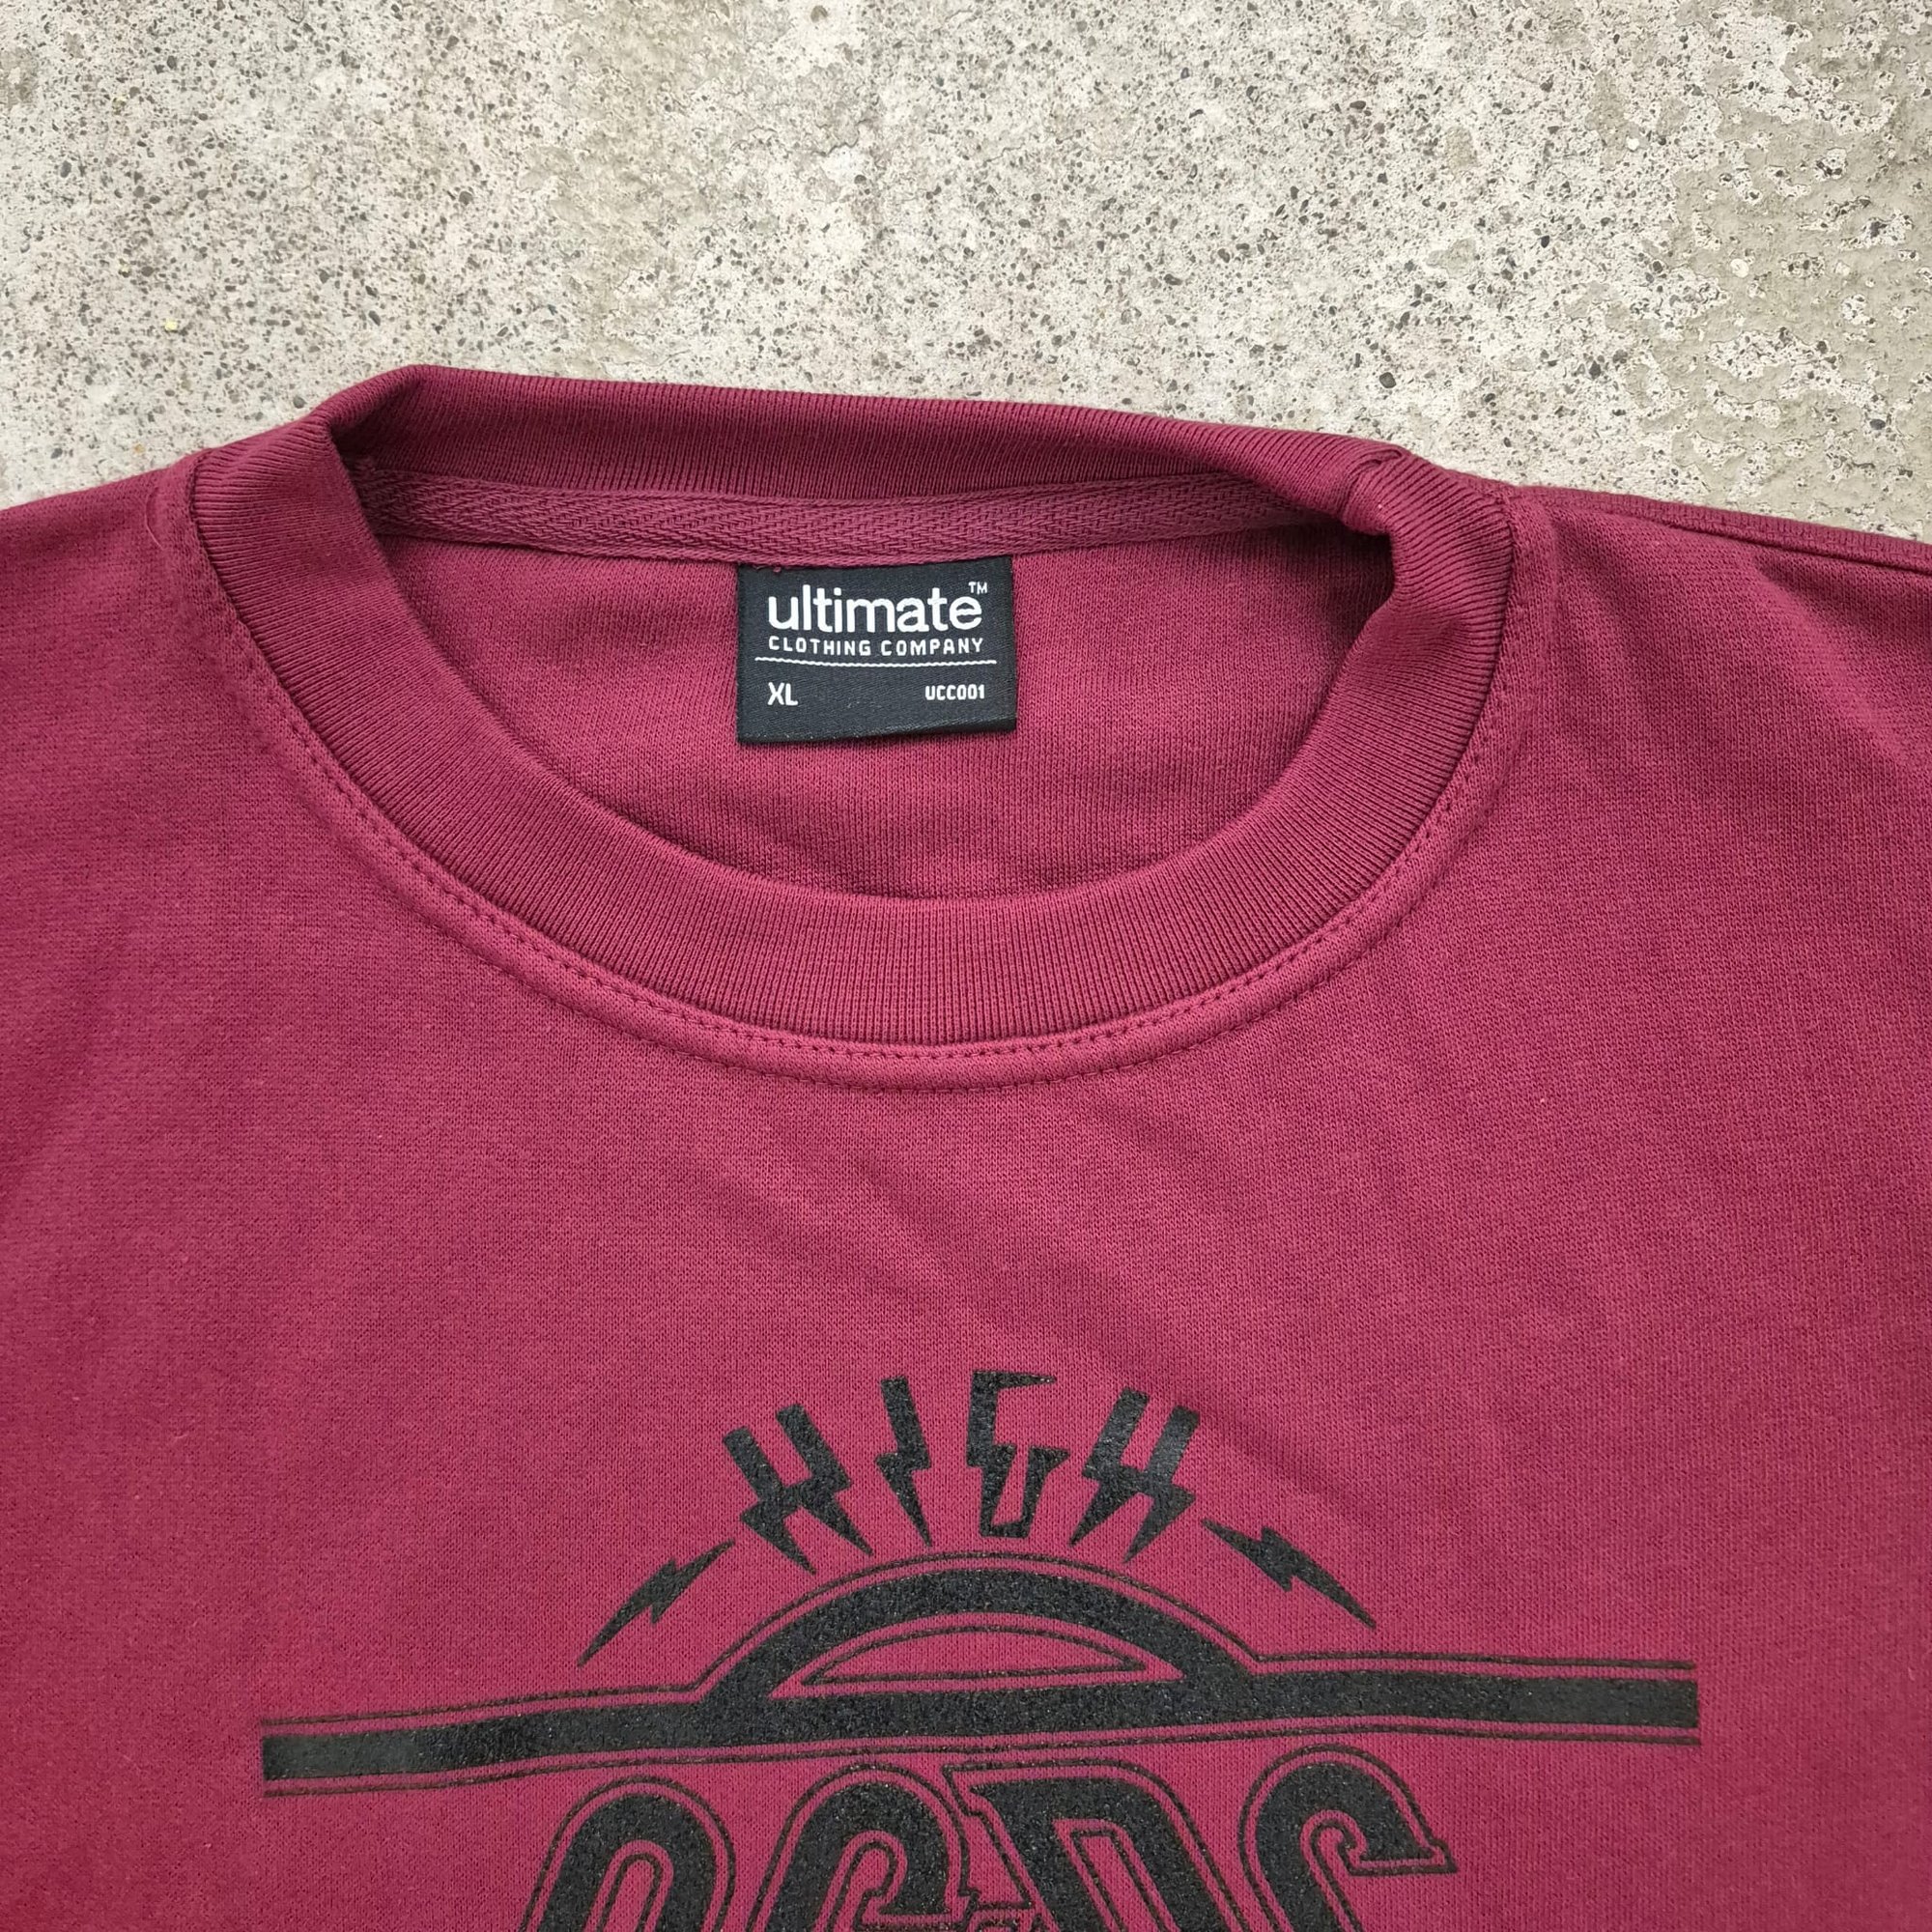 ultimate™
CLOTHING COMPANY
XL UCC001
HIGH